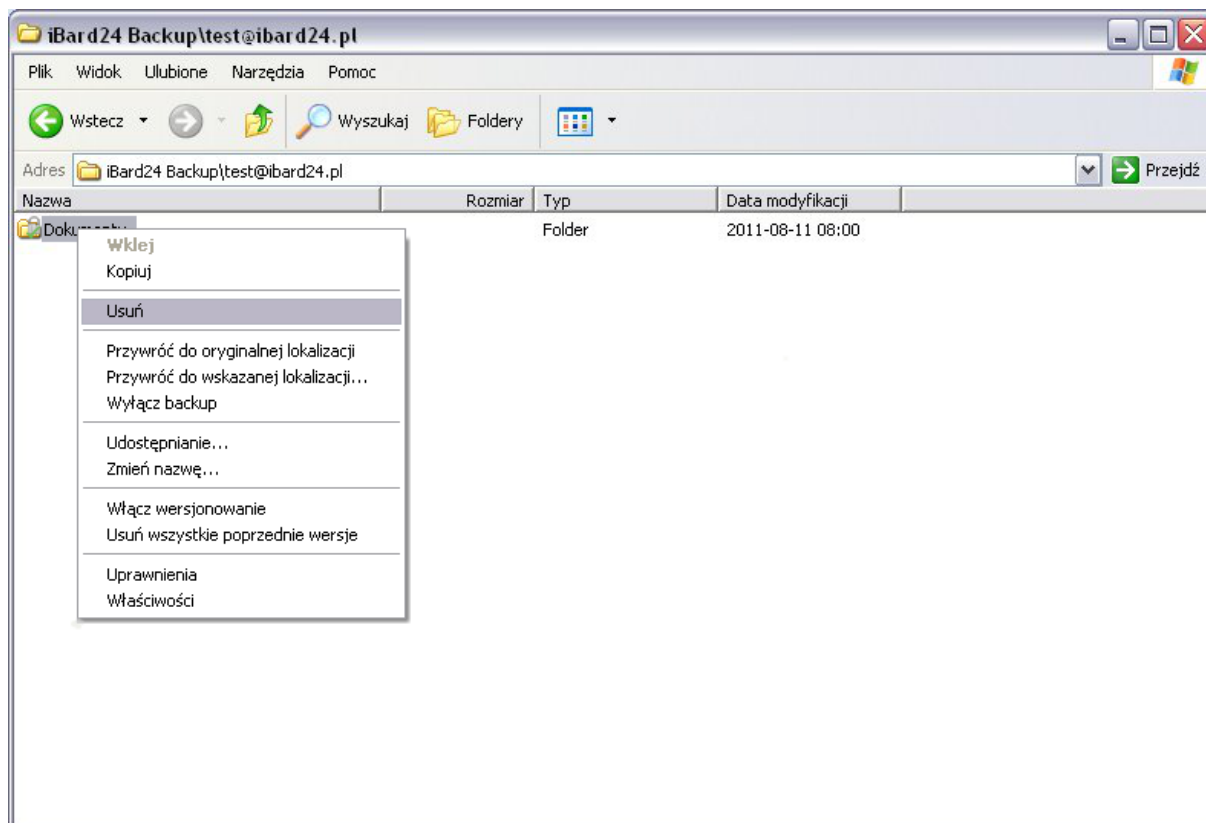 iBard24 Backup\test@ibard24.pl
Plik Widok Ulubione Narzędzia Pomoc
Wstecz Wyszukaj Foldery
Adres iBard24 Backup\test@ibard24.pl Przejdź
Nazwa Rozmiar Typ Data modyfikacji
Folder 2011-08-11 08:00
Wklej
Kopiuj
Usuń
Przywróć do oryginalnej lokalizacji
Przywróć do wskazanej lokalizacji...
Wyłącz backup
Udostępnianie...
Zmień nazwę...
Włącz wersjonowanie
Usuń wszystkie poprzednie wersje
Uprawnienia
Właściwości